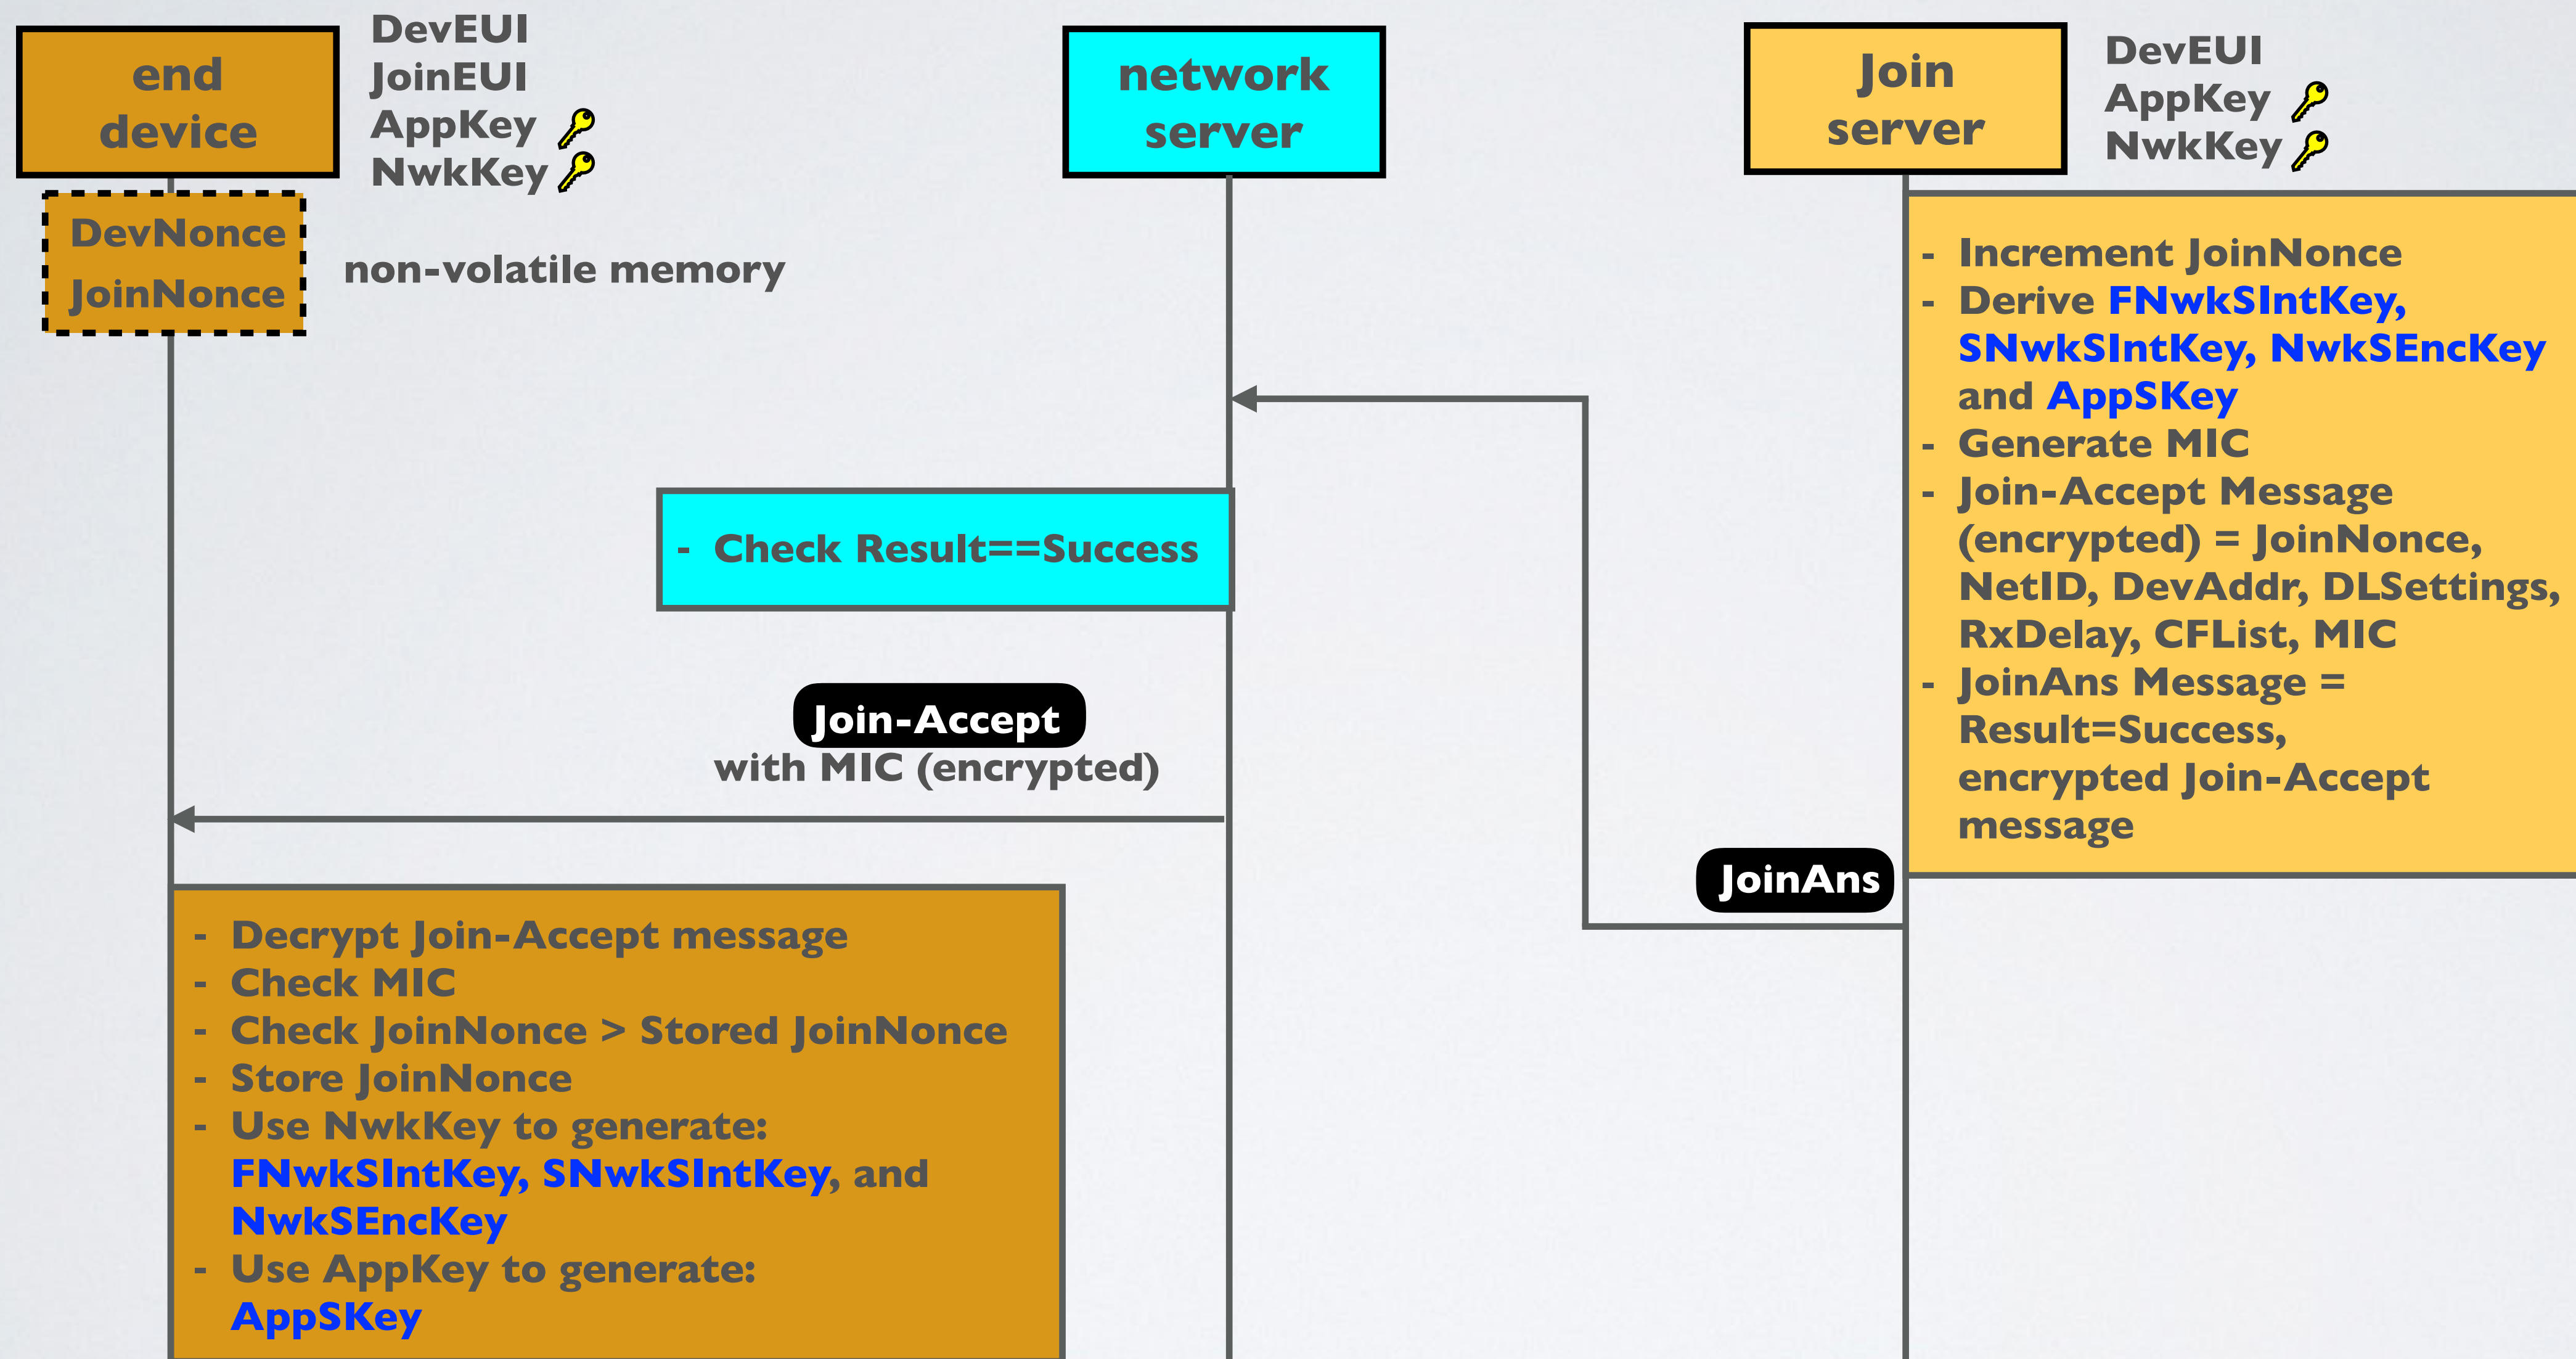 end
device
DevEUI
JoinEUI
AppKey
NwkKey
DevNonce
JoinNonce
non-volatile memory
network
server
Join
server
DevEUI
AppKey
NwkKey
- Increment JoinNonce
- Derive FNwkSIntKey,
SNwkSIntKey, NwkSEncKey
and AppSKey
- Generate MIC
- Join-Accept Message
(encrypted) = JoinNonce,
NetID, DevAddr, DLSettings,
RxDelay, CFList, MIC
- JoinAns Message =
Result=Success,
encrypted Join-Accept
message
JoinAns
- Check Result==Success
Join-Accept
with MIC (encrypted)
- Decrypt Join-Accept message
- Check MIC
- Check JoinNonce > Stored JoinNonce
- Store JoinNonce
- Use NwkKey to generate:
FNwkSIntKey, SNwkSIntKey, and
NwkSEncKey
- Use AppKey to generate:
AppSKey